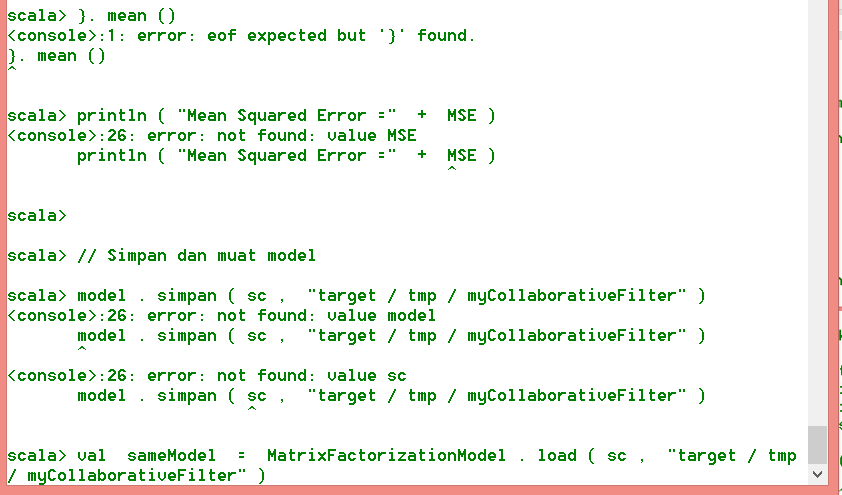 scala> }. mean ()
<console>:1: error: eof expected but '}' found.
}. mean ()
^
scala> println ( "Mean Squared Error ="  +  MSE )
<console>:26: error: not found: value MSE
       println ( "Mean Squared Error ="  +  MSE )
                                            ^
scala>
scala> // Simpan dan muat model
scala> model . simpan ( sc ,  "target / tmp / myCollaborativeFilter" )
<console>:26: error: not found: value model
       model . simpan ( sc ,  "target / tmp / myCollaborativeFilter" )
       ^
<console>:26: error: not found: value sc
       model . simpan ( sc ,  "target / tmp / myCollaborativeFilter" )
                        ^
scala> val  sameModel  =  MatrixFactorizationModel . load ( sc ,  "target / tmp
/ myCollaborativeFilter" )